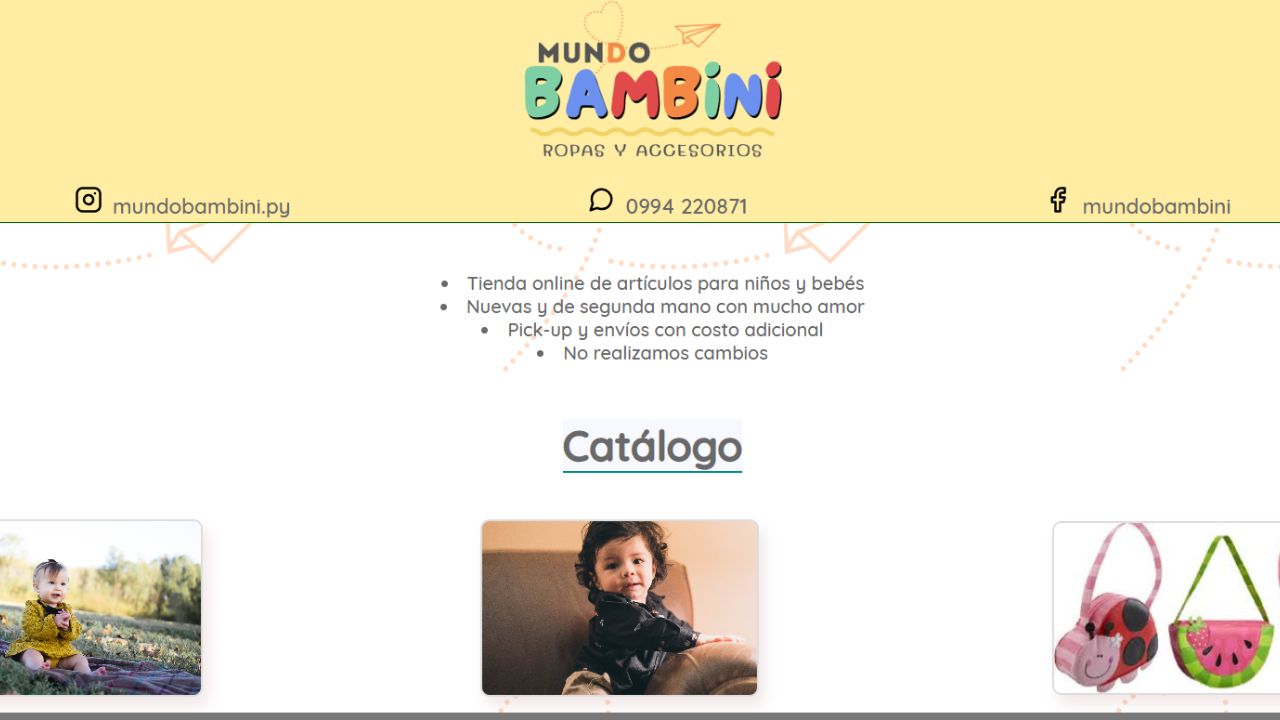 MUNDO
BAMBINI
ROPAS Y ACCESORIOS
mundobambini.py
0994 220871
mundobambini
• Tienda online de artículos para niños y bebés
• Nuevas y de segunda mano con mucho amor
• Pick-up y envíos con costo adicional
• No realizamos cambios
Catálogo